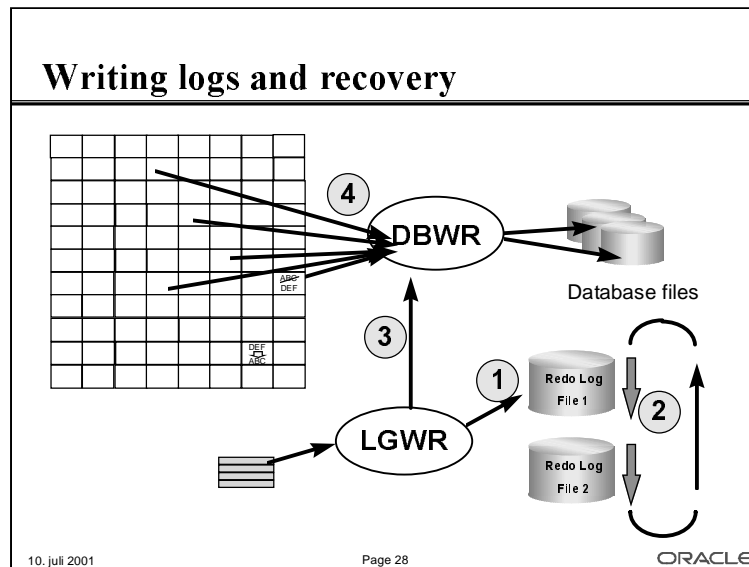 Writing logs and recovery
4
DBWR
ABC
DEF
Database files
DEF
ABC
3
1
Redo Log
File 1
2
LGWR
Redo Log
File 2
10. juli 2001
Page 28
ORACLE